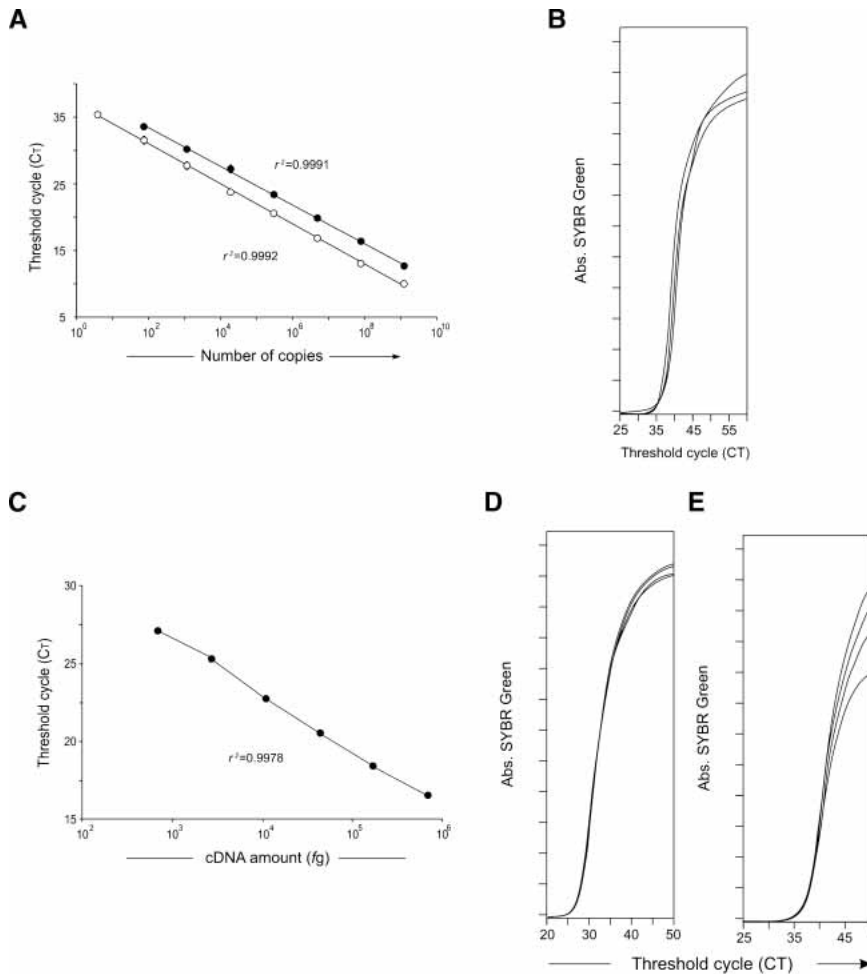 A
Threshold cycle (CT)
35
25
15
5
r²=0.9991
r²=0.9992
10⁰ 10² 10⁴ 10⁶ 10⁸ 10¹⁰
Number of copies
B
Abs. SYBR Green
25 35 45 55
Threshold cycle (CT)
C
Threshold cycle (CT)
30
25
20
15
r²=0.9978
10² 10³ 10⁴ 10⁵ 10⁶
cDNA amount (fg)
D
Abs. SYBR Green
20 30 40 50
E
Abs. SYBR Green
25 35 45
Threshold cycle (CT)